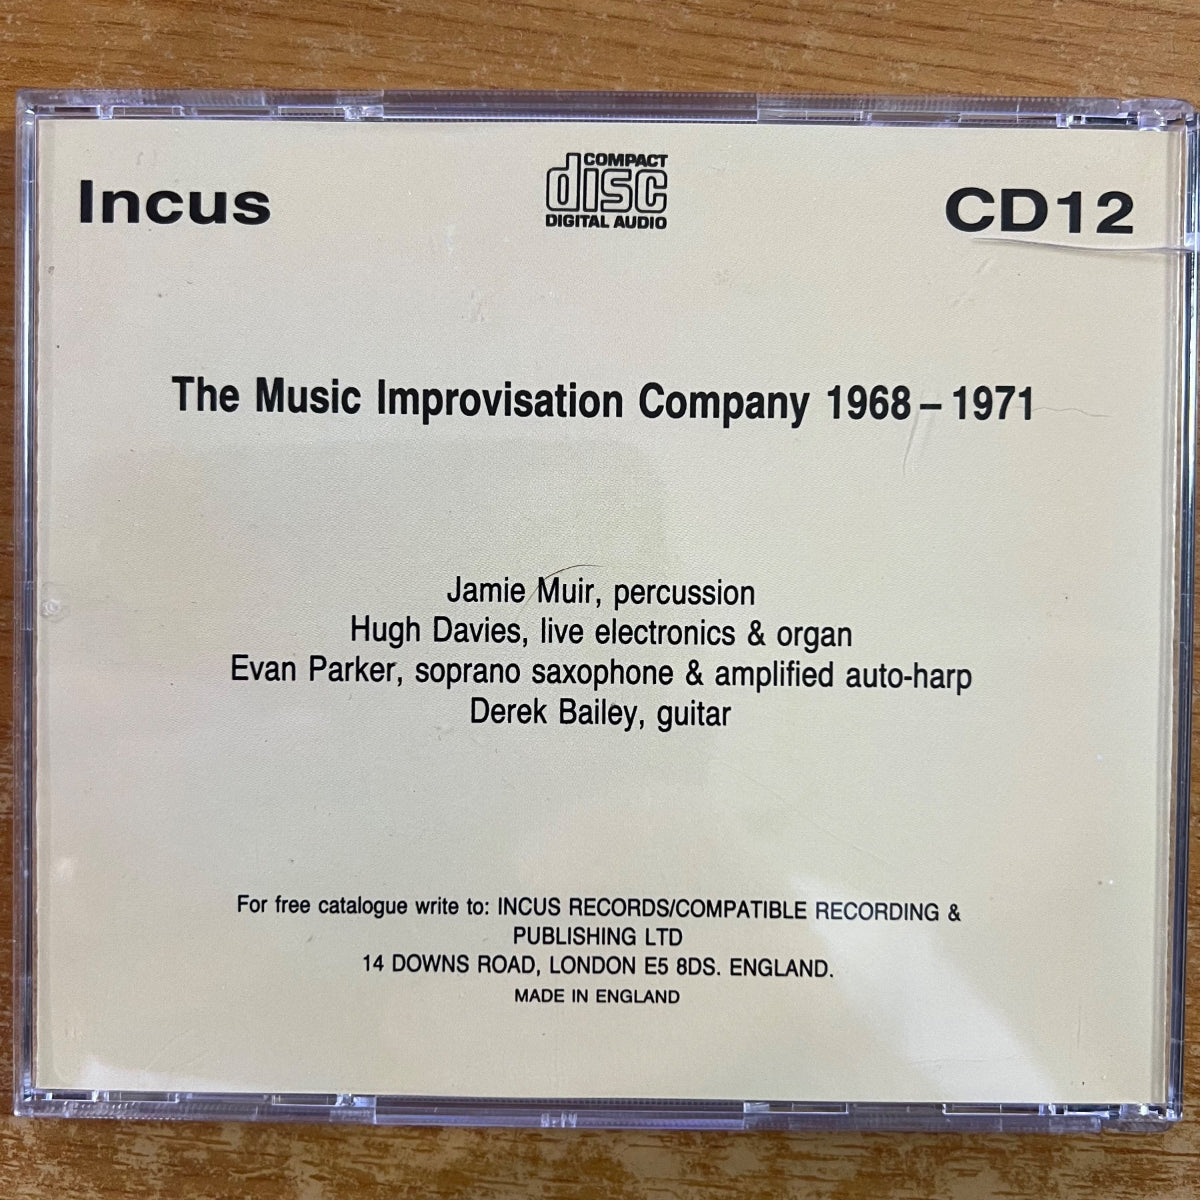 Incus
COMPACT
disc
DIGITAL AUDIO
CD12
The Music Improvisation Company 1968 – 1971
Jamie Muir, percussion
Hugh Davies, live electronics & organ
Evan Parker, soprano saxophone & amplified auto-harp
Derek Bailey, guitar
For free catalogue write to: INCUS RECORDS/COMPATIBLE RECORDING &
PUBLISHING LTD
14 DOWNS ROAD, LONDON E5 8DS. ENGLAND.
MADE IN ENGLAND